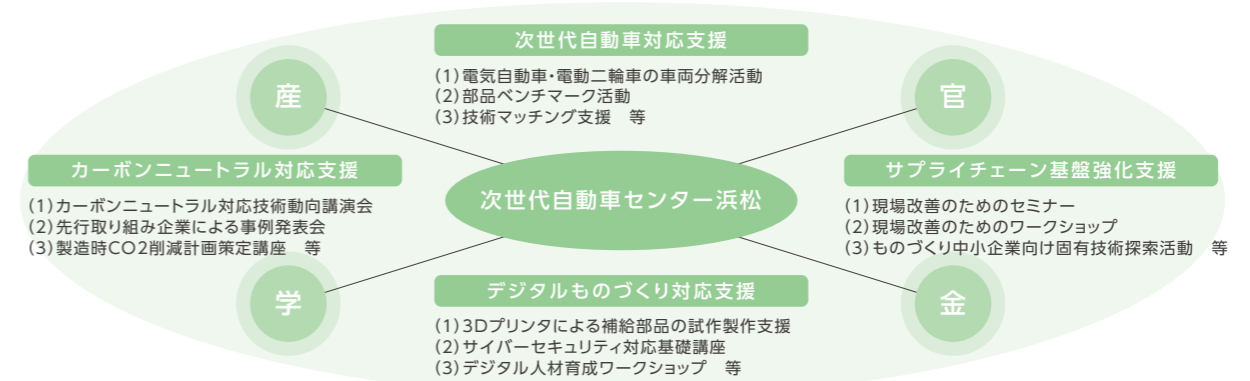 次世代自動車対応支援
(1)電気自動車・電動二輪車の車両分解活動
(2)部品ベンチマーク活動
(3)技術マッチング支援　等
産
官
カーボンニュートラル対応支援
(1)カーボンニュートラル対応技術動向講演会
(2)先行取り組み企業による事例発表会
(3)製造時CO2削減計画策定講座　等
次世代自動車センター浜松
サプライチェーン基盤強化支援
(1)現場改善のためのセミナー
(2)現場改善のためのワークショップ
(3)ものづくり中小企業向け固有技術探索活動　等
学
金
デジタルものづくり対応支援
(1)3Dプリンタによる補給部品の試作製作支援
(2)サイバーセキュリティ対応基礎講座
(3)デジタル人材育成ワークショップ　等